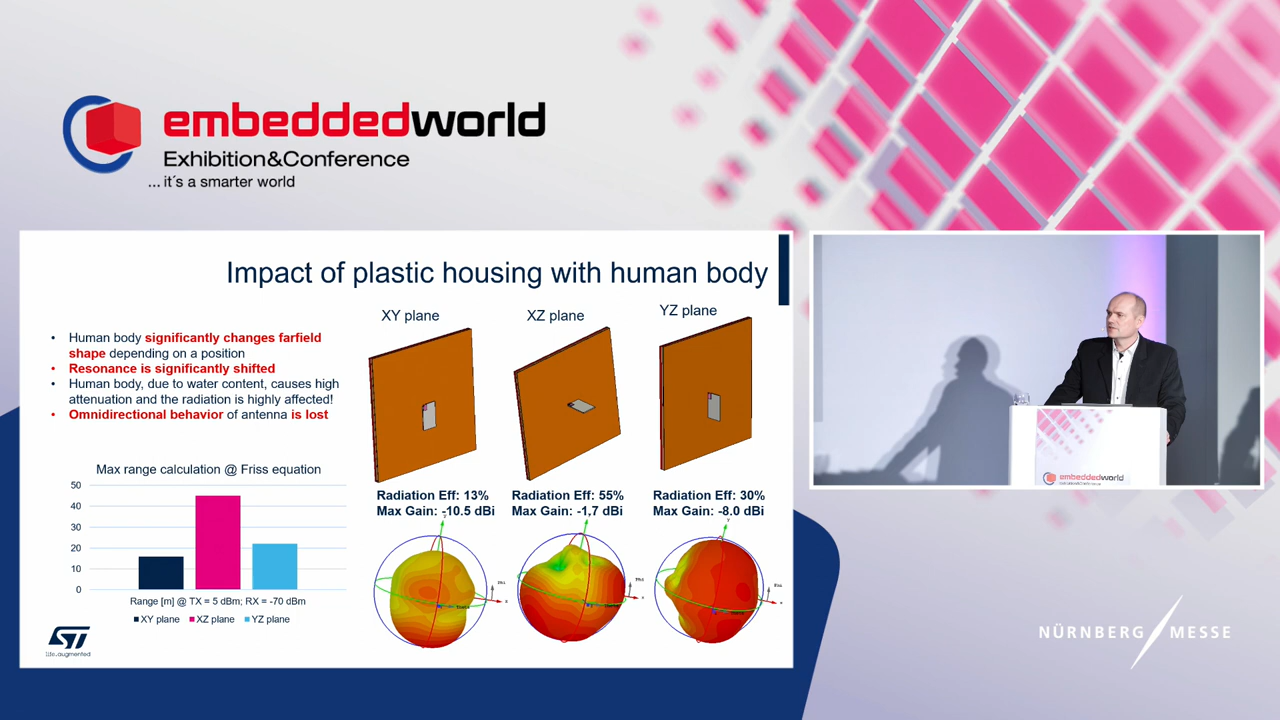 embeddedworld
Exhibition&Conference
... it´s a smarter world
Impact of plastic housing with human body
XY plane
XZ plane
YZ plane
• Human body significantly changes farfield
shape depending on a position
• Resonance is significantly shifted
• Human body, due to water content, causes high
attenuation and the radiation is highly affected!
• Omnidirectional behavior of antenna is lost
Max range calculation @ Friss equation
50
40
30
20
10
0
Range [m] @ TX = 5 dBm; RX = -70 dBm
XY plane XZ plane YZ plane
Radiation Eff: 13%
Max Gain: -10.5 dBi
Radiation Eff: 55%
Max Gain: -1,7 dBi
Radiation Eff: 30%
Max Gain: -8.0 dBi
ST
life.augmented
embeddedworld
Exhibition&Conference
NÜRNBERG MESSE